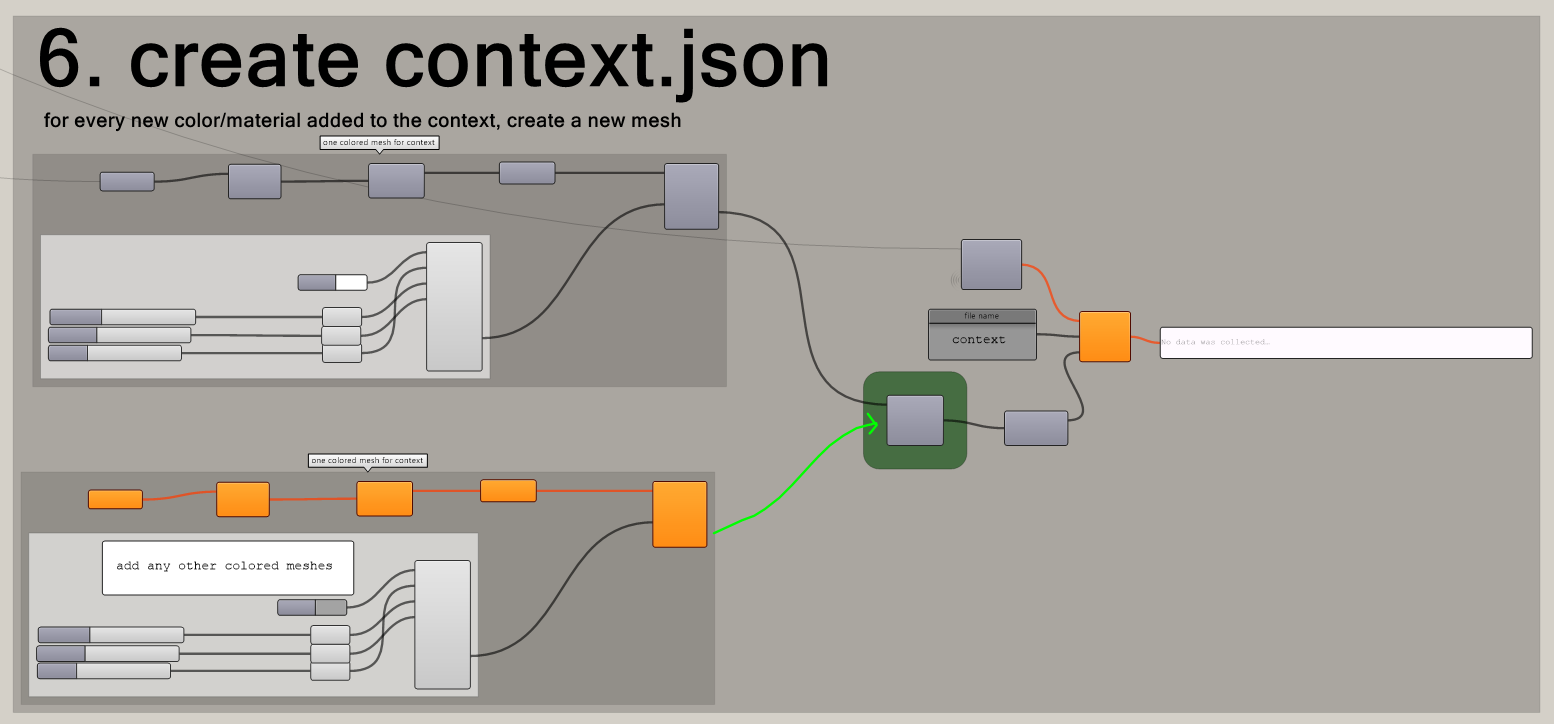 6. create context.json
for every new color/material added to the context, create a new mesh
one colored mesh for context
file name
context
No data was collected…
one colored mesh for context
add any other colored meshes